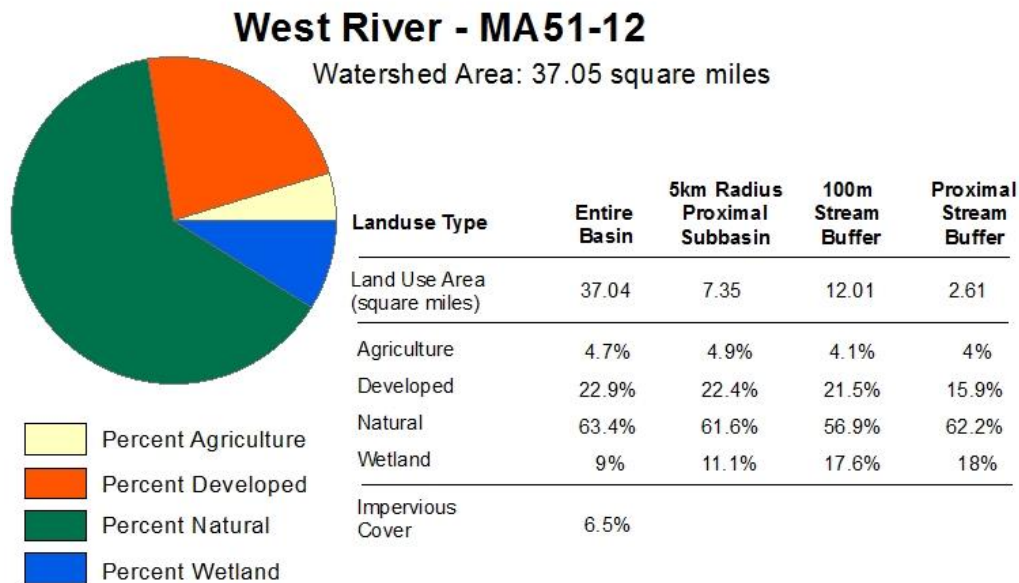 West River - MA51-12
Watershed Area: 37.05 square miles
Landuse Type Entire Basin 5km Radius Proximal Subbasin 100m Stream Buffer Proximal Stream Buffer
Land Use Area (square miles) 37.04 7.35 12.01 2.61
Agriculture 4.7% 4.9% 4.1% 4%
Developed 22.9% 22.4% 21.5% 15.9%
Natural 63.4% 61.6% 56.9% 62.2%
Wetland 9% 11.1% 17.6% 18%
Impervious Cover 6.5%
Percent Agriculture
Percent Developed
Percent Natural
Percent Wetland